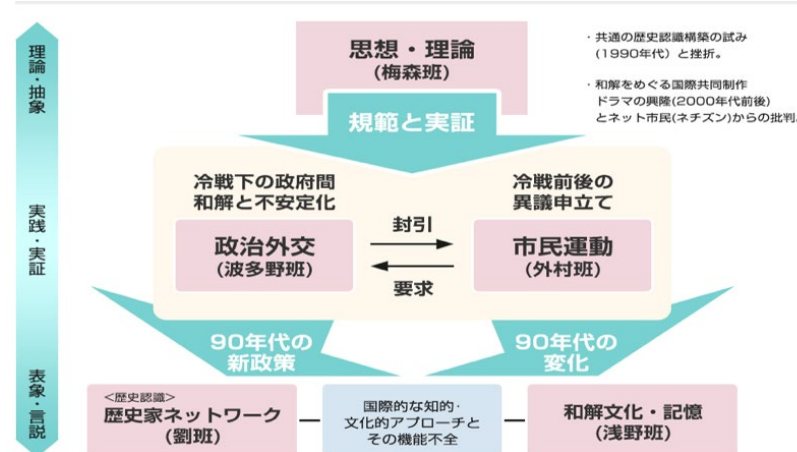 理論・抽象
実践・実証
表象・言説
思想・理論
(梅森班)
・共通の歴史認識構築の試み
(1990年代）と挫折。
・和解をめぐる国際共同制作
ドラマの興隆(2000年代前後)
とネット市民(ネチズン)からの批判。
規範と実証
冷戦下の政府間
和解と不安定化
冷戦前後の
異議申立て
政治外交
(波多野班)
封引
要求
市民運動
(外村班)
90年代の
新政策
90年代の
変化
<歴史認識>
歴史家ネットワーク
(劉班)
国際的な知的・
文化的アプローチと
その機能不全
和解文化・記憶
(浅野班)